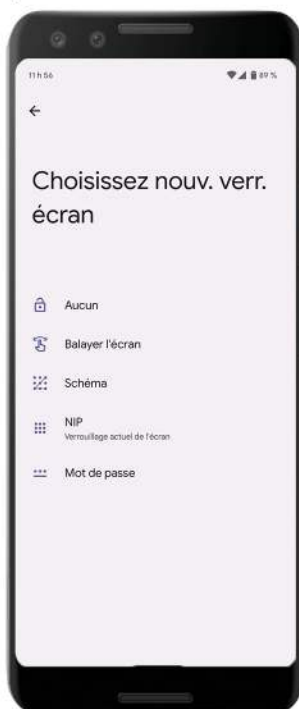 11 h 56
89 %
Choisissez nouv. verr.
écran
Aucun
Balayer l'écran
Schéma
NIP
Verrouillage actuel de l'écran
Mot de passe